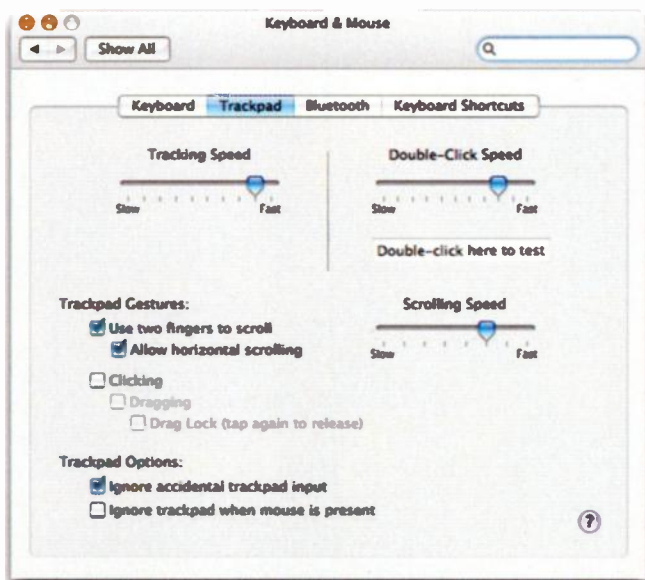 Keyboard & Mouse
Show All
Keyboard Trackpad Bluetooth Keyboard Shortcuts
Tracking Speed Double-Click Speed
Slow Fast Slow Fast
Double-click here to test
Trackpad Gestures: Scrolling Speed
Use two fingers to scroll
Allow horizontal scrolling Slow Fast
Clicking
Dragging
Drag Lock (tap again to release)
Trackpad Options:
Ignore accidental trackpad input
Ignore trackpad when mouse is present
?